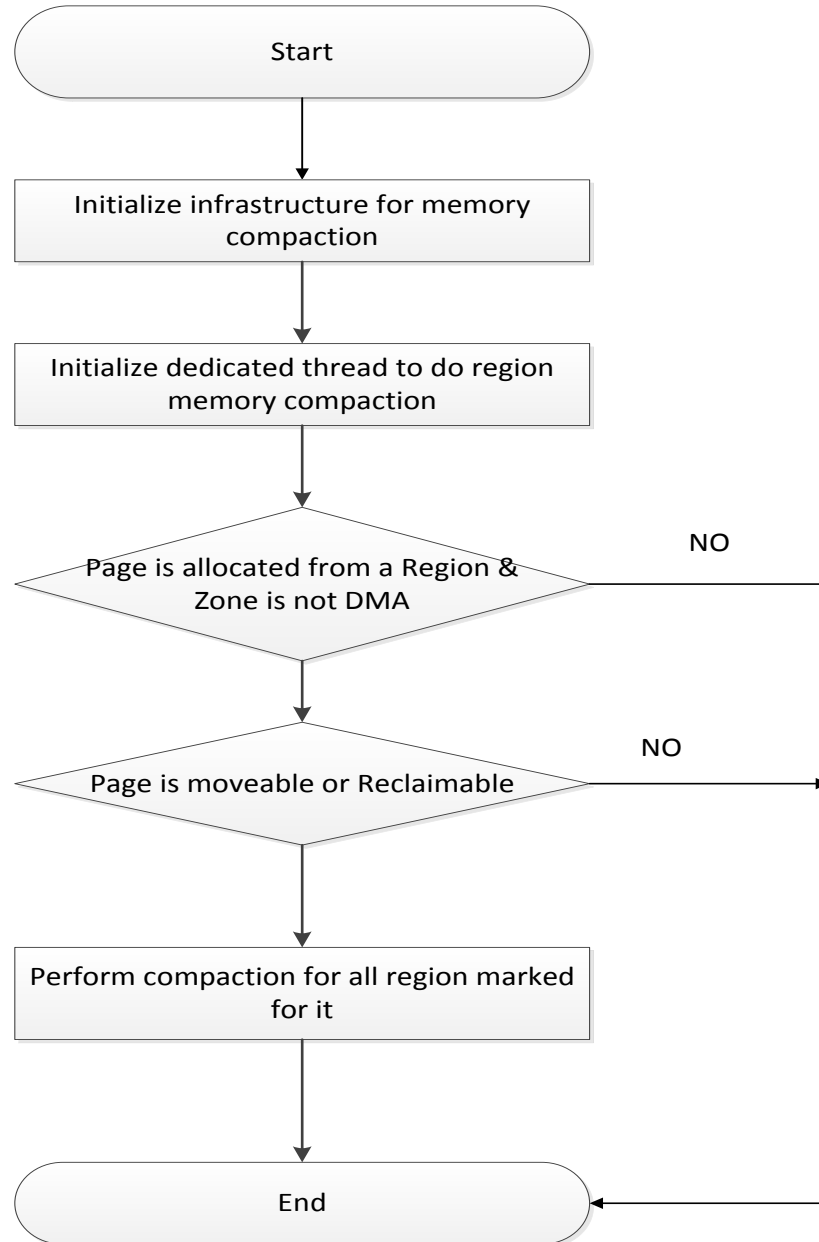 Start
Initialize infrastructure for memory
compaction
Initialize dedicated thread to do region
memory compaction
Page is allocated from a Region &
Zone is not DMA
NO
Page is moveable or Reclaimable
NO
Perform compaction for all region marked
for it
End